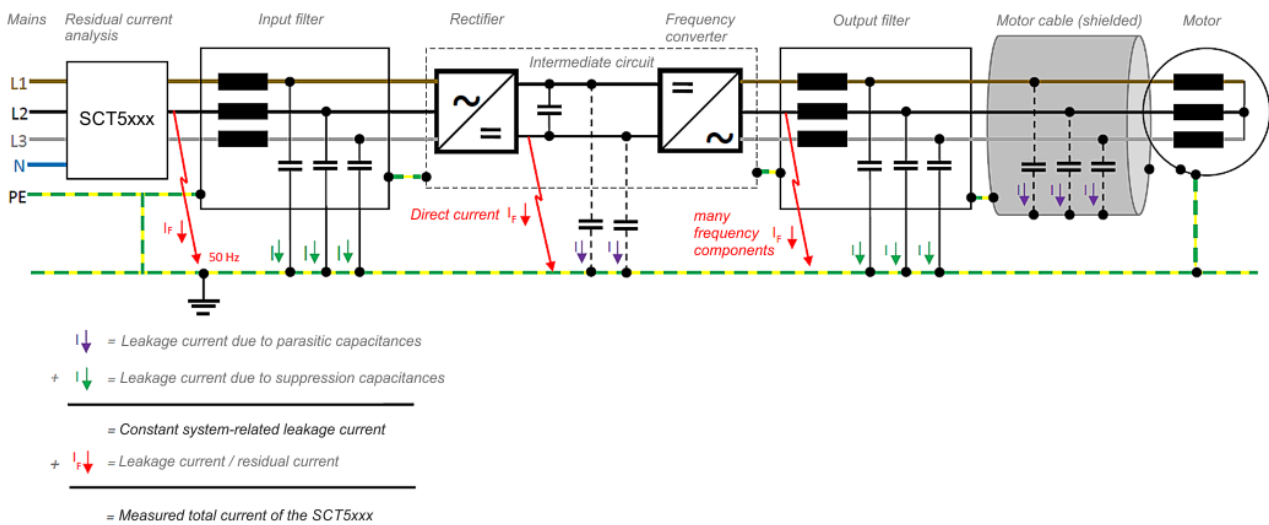 Mains
Residual current
analysis
Input filter
Rectifier
Frequency
converter
Output filter
Motor cable (shielded)
Motor
Intermediate circuit
L1
L2
L3
N
PE
SCT5xxx
~
=
=
~
IF
50 Hz
I
I
I
Direct current
IF
I
I
many
frequency
components
IF
I
I
I
I
I
I
I = Leakage current due to parasitic capacitances
+ I = Leakage current due to suppression capacitances
= Constant system-related leakage current
+ IF = Leakage current / residual current
= Measured total current of the SCT5xxx